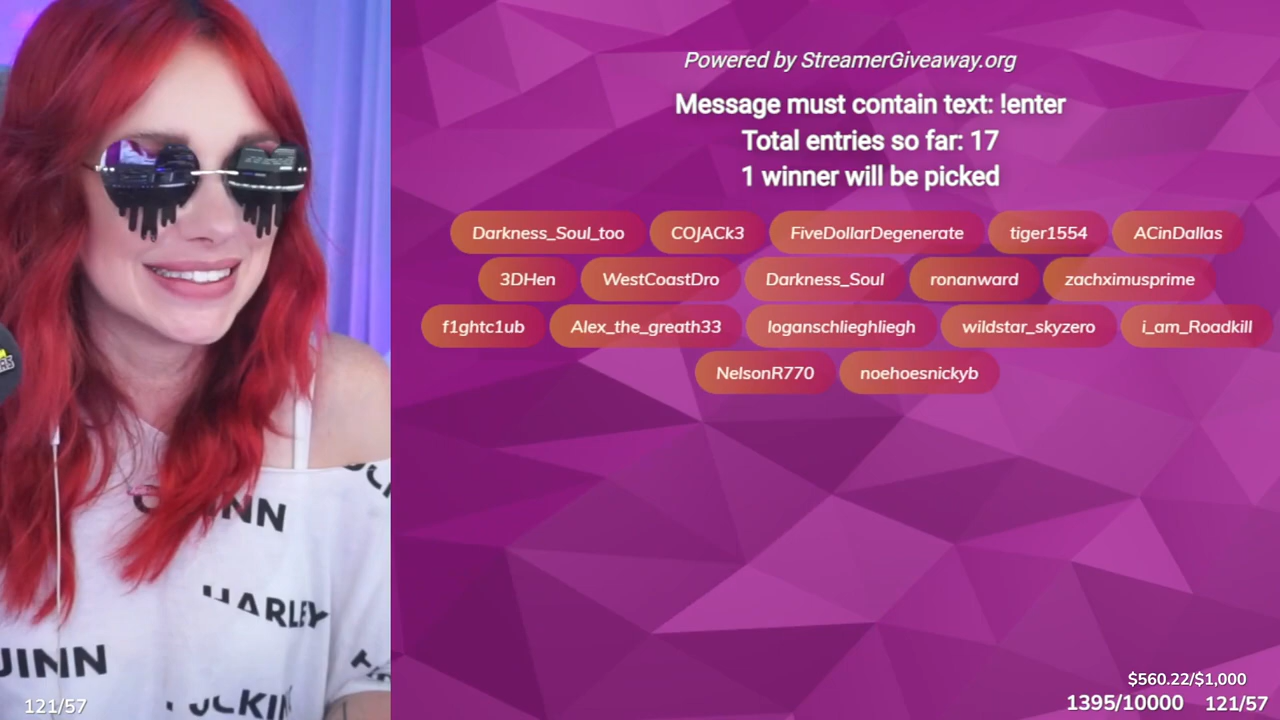 Powered by StreamerGiveaway.org
Message must contain text: !enter
Total entries so far: 17
1 winner will be picked
Darkness_Soul_too COJACk3 FiveDollarDegenerate tiger1554 ACinDallas
3DHen WestCoastDro Darkness_Soul ronanward zachximusprime
f1ghtc1ub Alex_the_greath33 loganschlieghliegh wildstar_skyzero i_am_Roadkill
NelsonR770 noehoesnickyb
HARLEY
$560.22/$1,000
121/57
1395/10000 121/57